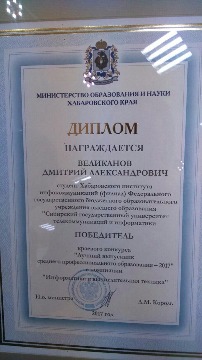 МИНИСТЕРСТВО ОБРАЗОВАНИЯ И НАУКИ
ХАБАРОВСКОГО КРАЯ
ДИПЛОМ
НАГРАЖДАЕТСЯ
ВЕЛИКАНОВ
ДМИТРИЙ АЛЕКСАНДРОВИЧ
студент Хабаровского института
инфокоммуникаций (филиал) Федерального
государственного бюджетного образовательного
учреждения высшего образования
"Сибирский государственный университет
телекоммуникаций и информатики"
ПОБЕДИТЕЛЬ
краевого конкурса
"Лучший выпускник
среднего профессионального образования – 2017"
в номинации
"Информатика и вычислительная техника"
И.о. министра
А.М. Король
2017 год